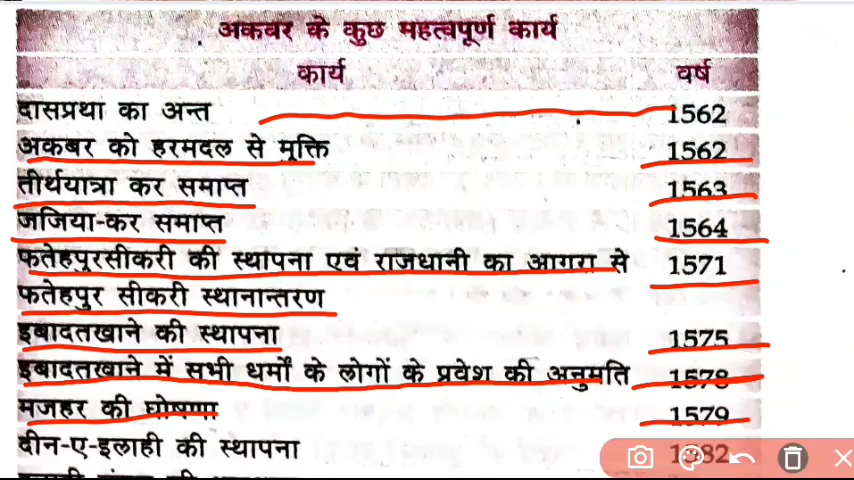 अकबर के कुछ महत्वपूर्ण कार्य
कार्य वर्ष
दासप्रथा का अन्त 1562
अकबर को हरमदल से मुक्ति 1562
तीर्थयात्रा कर समाप्त 1563
जजिया-कर समाप्त 1564
फतेहपुरसीकरी की स्थापना एवं राजधानी का आगरा से 1571
फतेहपुर सीकरी स्थानान्तरण
इबादतखाने की स्थापना 1575
इबादतखाने में सभी धर्मों के लोगों के प्रवेश की अनुमति 1578
मजहर की घोषणा 1579
दीन-ए-इलाही की स्थापना 1582